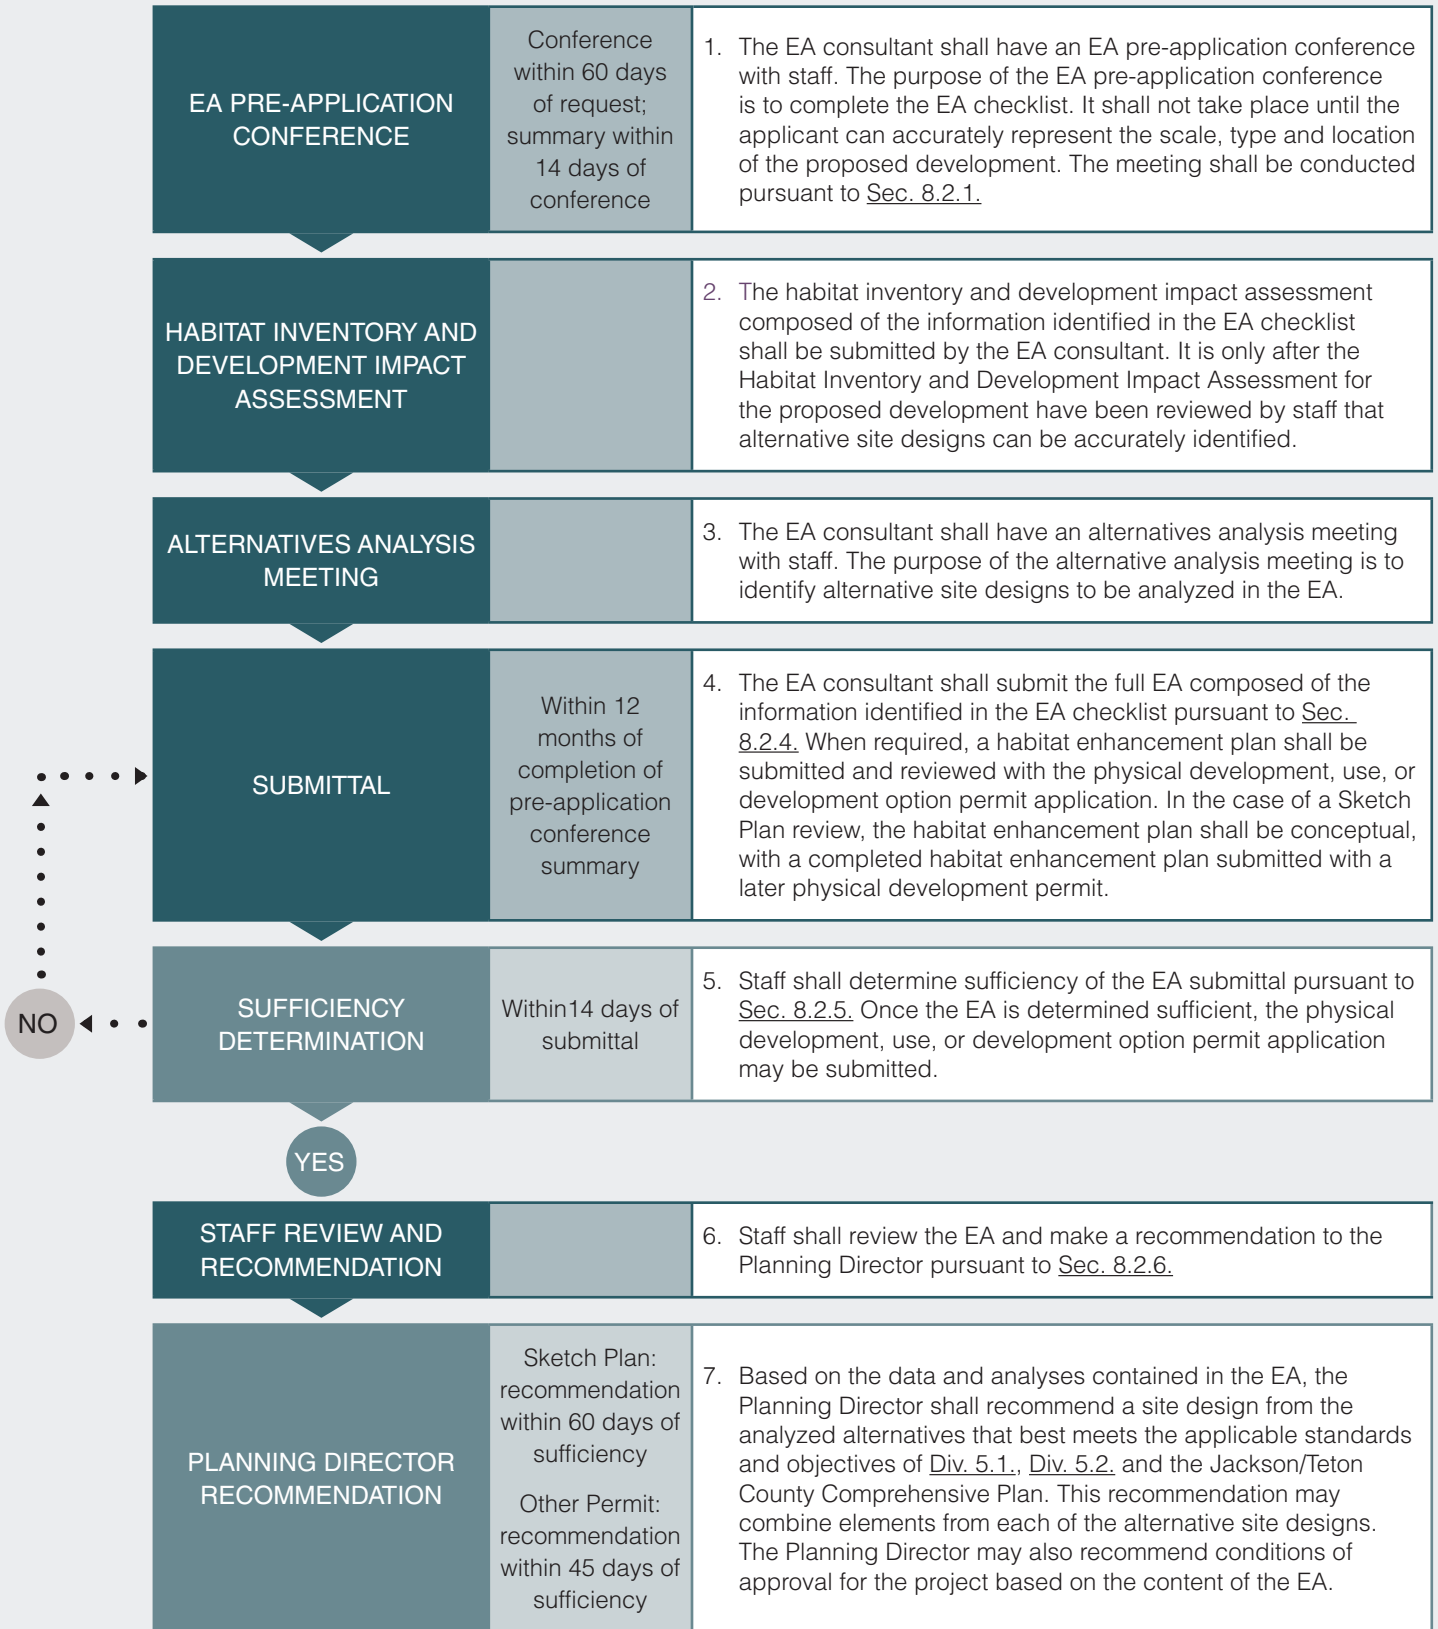 EA PRE-APPLICATION
CONFERENCE
Conference
within 60 days
of request;
summary within
14 days of
conference
1. The EA consultant shall have an EA pre-application conference
with staff. The purpose of the EA pre-application conference
is to complete the EA checklist. It shall not take place until the
applicant can accurately represent the scale, type and location
of the proposed development. The meeting shall be conducted
pursuant to Sec. 8.2.1.
HABITAT INVENTORY AND
DEVELOPMENT IMPACT
ASSESSMENT
2. The habitat inventory and development impact assessment
composed of the information identified in the EA checklist
shall be submitted by the EA consultant. It is only after the
Habitat Inventory and Development Impact Assessment for
the proposed development have been reviewed by staff that
alternative site designs can be accurately identified.
ALTERNATIVES ANALYSIS
MEETING
3. The EA consultant shall have an alternatives analysis meeting
with staff. The purpose of the alternative analysis meeting is to
identify alternative site designs to be analyzed in the EA.
SUBMITTAL
Within 12
months of
completion of
pre-application
conference
summary
4. The EA consultant shall submit the full EA composed of the
information identified in the EA checklist pursuant to Sec.
8.2.4. When required, a habitat enhancement plan shall be
submitted and reviewed with the physical development, use, or
development option permit application. In the case of a Sketch
Plan review, the habitat enhancement plan shall be conceptual,
with a completed habitat enhancement plan submitted with a
later physical development permit.
NO
SUFFICIENCY
DETERMINATION
Within14 days of
submittal
5. Staff shall determine sufficiency of the EA submittal pursuant to
Sec. 8.2.5. Once the EA is determined sufficient, the physical
development, use, or development option permit application
may be submitted.
YES
STAFF REVIEW AND
RECOMMENDATION
6. Staff shall review the EA and make a recommendation to the
Planning Director pursuant to Sec. 8.2.6.
PLANNING DIRECTOR
RECOMMENDATION
Sketch Plan:
recommendation
within 60 days of
sufficiency
Other Permit:
recommendation
within 45 days of
sufficiency
7. Based on the data and analyses contained in the EA, the
Planning Director shall recommend a site design from the
analyzed alternatives that best meets the applicable standards
and objectives of Div. 5.1., Div. 5.2. and the Jackson/Teton
County Comprehensive Plan. This recommendation may
combine elements from each of the alternative site designs.
The Planning Director may also recommend conditions of
approval for the project based on the content of the EA.